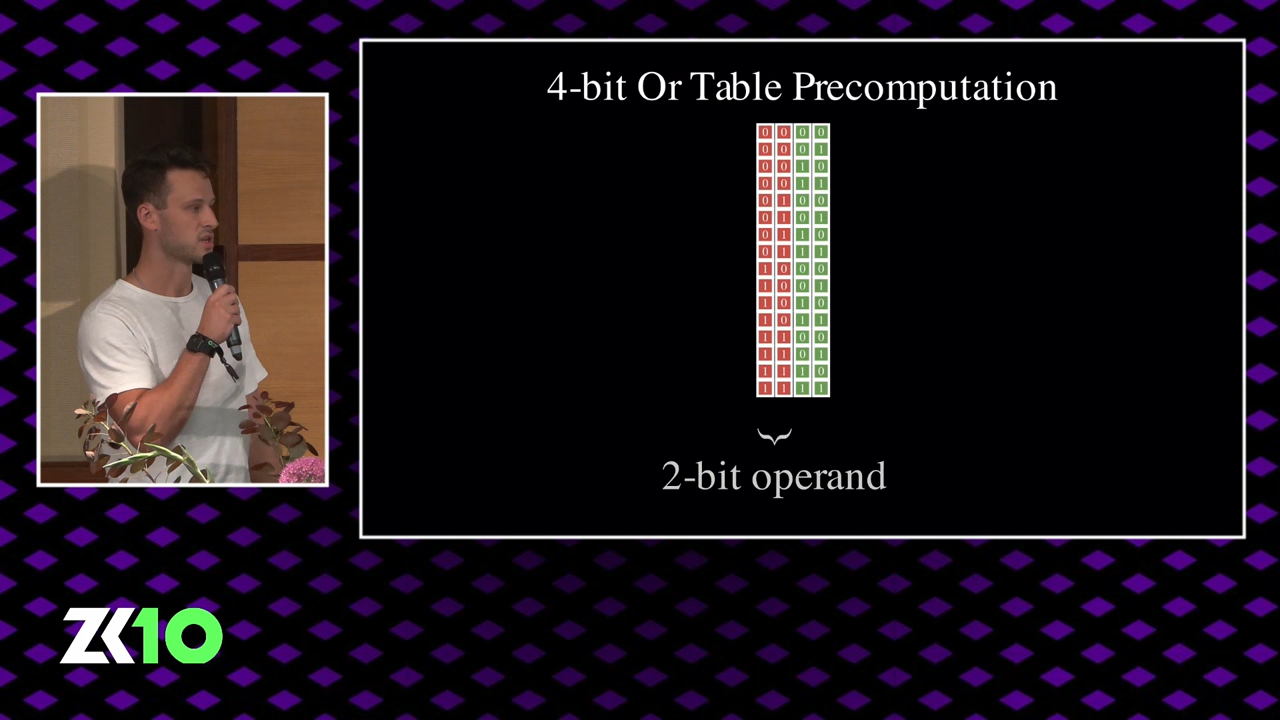 4-bit Or Table Precomputation
0 0 0 0
0 0 0 1
0 0 1 0
0 0 1 1
0 1 0 0
0 1 0 1
0 1 1 0
0 1 1 1
1 0 0 0
1 0 0 1
1 0 1 0
1 0 1 1
1 1 0 0
1 1 0 1
1 1 1 0
1 1 1 1
2-bit operand
ZK10